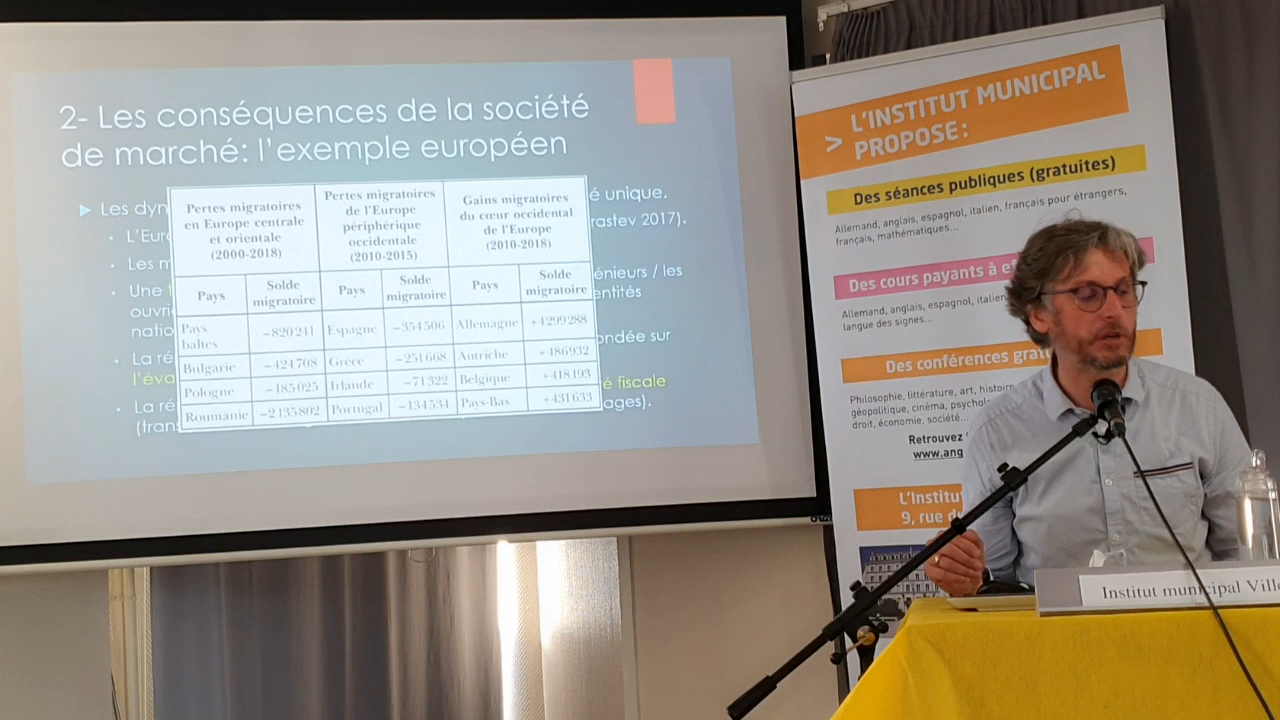 2- Les conséquences de la société
de marché: l'exemple européen
Les dyn
é unique.
L'Eur
rastev 2017).
Les m
Une
énieurs / les
ouvri
entités
natio
La ré
ondée sur
l'éva
La ré
é fiscale
(tran
ages).
Pertes migratoires
en Europe centrale
et orientale
(2000-2018)
Pertes migratoires
de l'Europe
périphérique
occidentale
(2010-2015)
Gains migratoires
du cœur occidental
de l'Europe
(2010-2018)
Pays Solde migratoire Pays Solde migratoire Pays Solde migratoire
Pays baltes −820241 Espagne −354506 Allemagne +4299288
Bulgarie −421708 Grèce −251668 Autriche +486932
Pologne −185025 Irlande −71322 Belgique +418193
Roumanie −2135802 Portugal −134534 Pays-Bas +431633
> L'INSTITUT MUNICIPAL
PROPOSE:
Des séances publiques (gratuites)
Allemand, anglais, espagnol, italien, français pour étrangers,
français, mathématiques...
Des cours payants à e
Allemand, anglais, espagnol, italien
langue des signes...
Des conférences grat
Philosophie, littérature, art, histoire
géopolitique, cinéma, psychol
droit, économie, société...
Retrouvez
www.ang
L'Institu
9, rue d
Institut municipal Vill